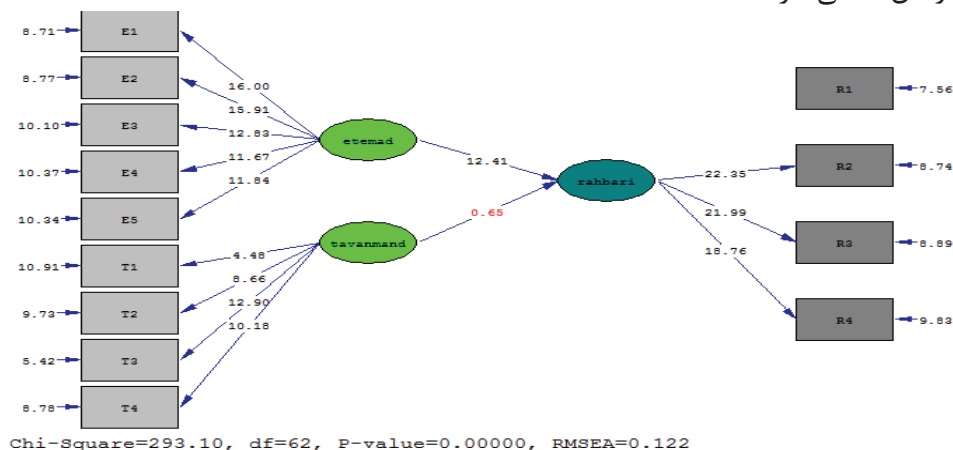 8.71 E1
8.77 E2
10.10 E3
10.37 E4
10.34 E5
10.91 T1
9.73 T2
5.42 T3
8.78 T4
16.00
15.91
12.83
11.67
11.84
4.48
8.66
12.90
10.18
etemad
tavanmand
12.41
0.65
rahbari
22.35
21.99
18.76
R1 7.56
R2 8.74
R3 8.89
R4 9.83
Chi-Square=293.10, df=62, P-value=0.00000, RMSEA=0.122